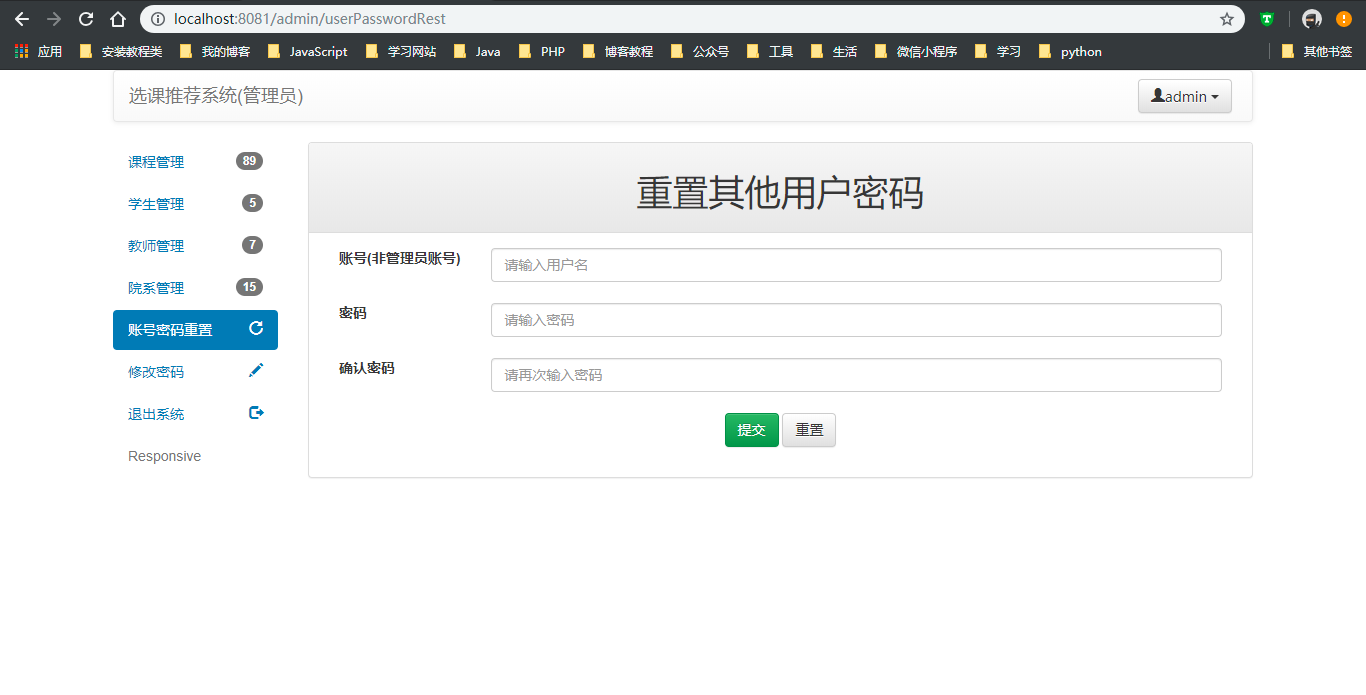 localhost:8081/admin/userPasswordRest
应用 安装教程类 我的博客 JavaScript 学习网站 Java PHP 博客教程 公众号 工具 生活 微信小程序 学习 python 其他书签
选课推荐系统(管理员) admin
课程管理 89
学生管理 5
教师管理 7
院系管理 15
账号密码重置
修改密码
退出系统
Responsive
重置其他用户密码
账号(非管理员账号) 请输入用户名
密码 请输入密码
确认密码 请再次输入密码
提交 重置